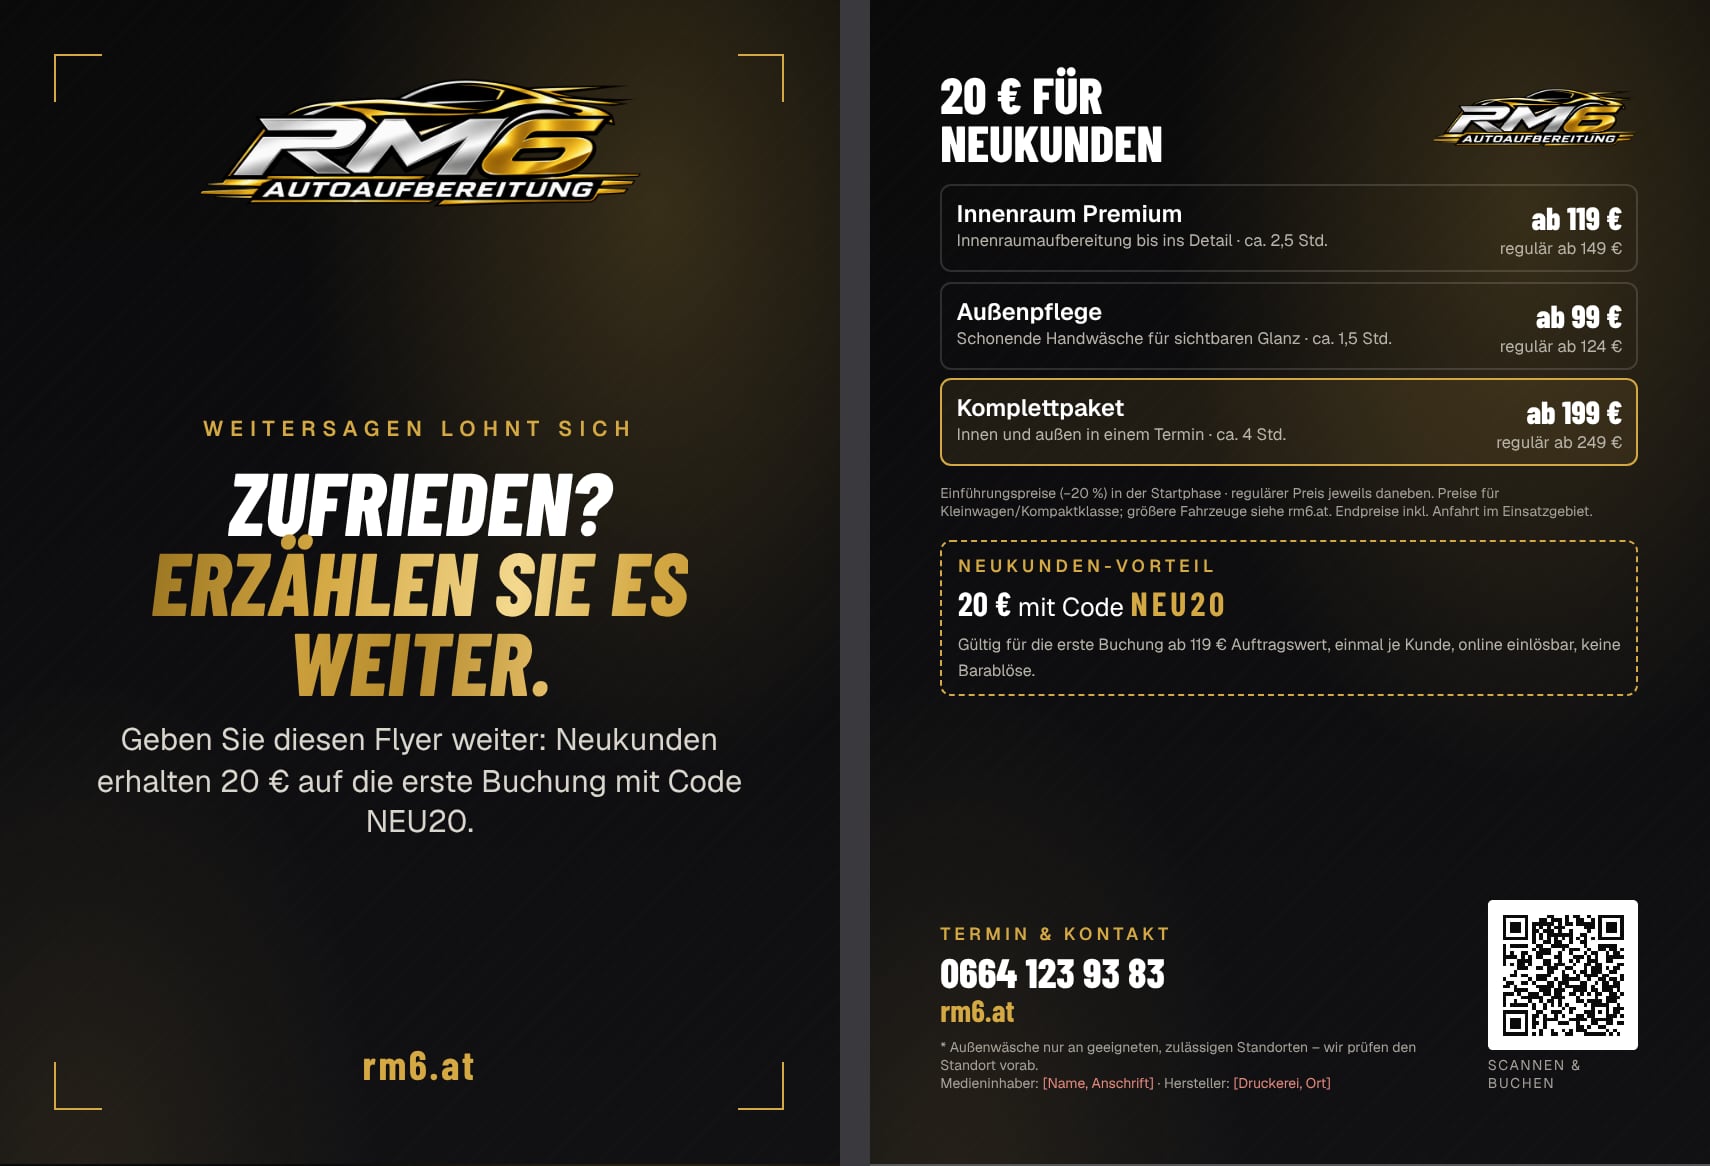 RM6
AUTOAUFBEREITUNG
WEITERSAGEN LOHNT SICH
ZUFRIEDEN?
ERZÄHLEN SIE ES
WEITER.
Geben Sie diesen Flyer weiter: Neukunden
erhalten 20 € auf die erste Buchung mit Code
NEU20.
rm6.at
20 € FÜR
NEUKUNDEN
RM6
AUTOAUFBEREITUNG
Innenraum Premium
Innenraumaufbereitung bis ins Detail · ca. 2,5 Std.
ab 119 €
regulär ab 149 €
Außenpflege
Schonende Handwäsche für sichtbaren Glanz · ca. 1,5 Std.
ab 99 €
regulär ab 124 €
Komplettpaket
Innen und außen in einem Termin · ca. 4 Std.
ab 199 €
regulär ab 249 €
Einführungspreise (−20 %) in der Startphase · regulärer Preis jeweils daneben. Preise für
Kleinwagen/Kompaktklasse; größere Fahrzeuge siehe rm6.at. Endpreise inkl. Anfahrt im Einsatzgebiet.
NEUKUNDEN-VORTEIL
20 € mit Code NEU20
Gültig für die erste Buchung ab 119 € Auftragswert, einmal je Kunde, online einlösbar, keine
Barablöse.
TERMIN & KONTAKT
0664 123 93 83
rm6.at
* Außenwäsche nur an geeigneten, zulässigen Standorten – wir prüfen den
Standort vorab.
Medieninhaber: [Name, Anschrift] · Hersteller: [Druckerei, Ort]
SCANNEN &
BUCHEN